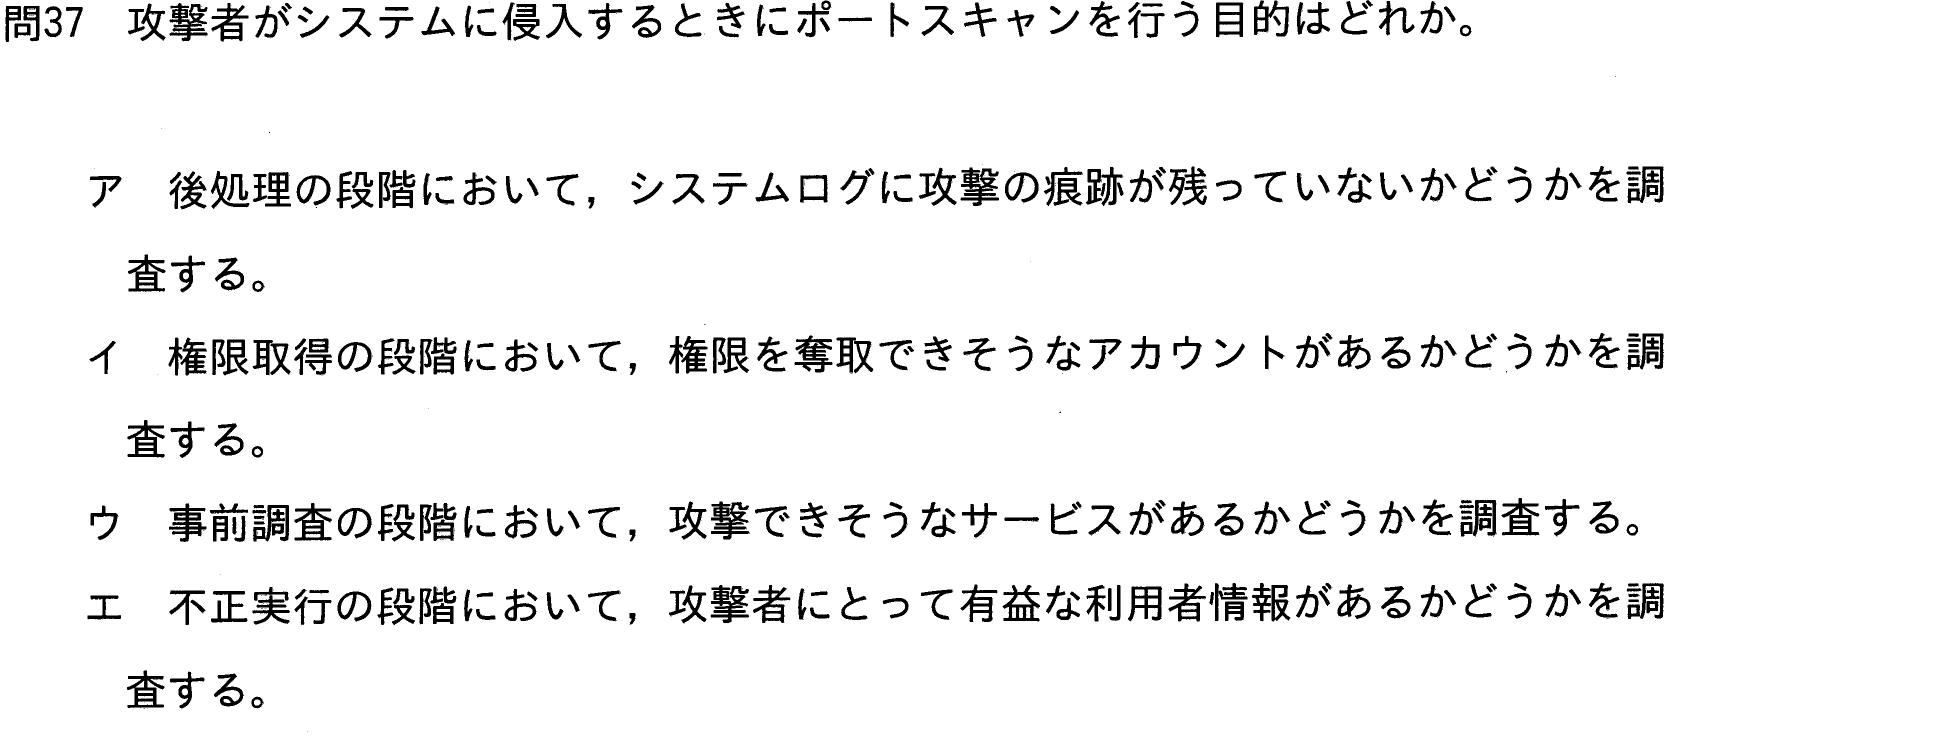 問37　攻撃者がシステムに侵入するときにポートスキャンを行う目的はどれか。
ア　後処理の段階において，システムログに攻撃の痕跡が残っていないかどうかを調
査する。
イ　権限取得の段階において，権限を奪取できそうなアカウントがあるかどうかを調
査する。
ウ　事前調査の段階において，攻撃できそうなサービスがあるかどうかを調査する。
エ　不正実行の段階において，攻撃者にとって有益な利用者情報があるかどうかを調
査する。